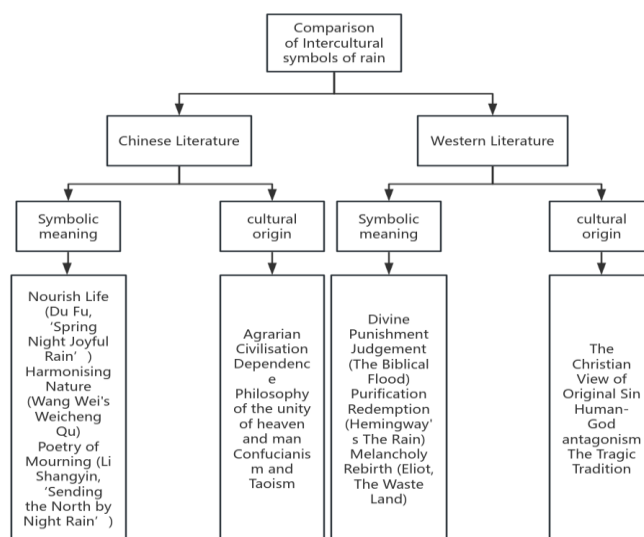 Comparison
of Intercultural
symbols of rain
Chinese Literature
Western Literature
Symbolic
meaning
cultural
origin
Symbolic
meaning
cultural
origin
Nourish Life
(Du Fu,
‘Spring
Night Joyful
Rain’)
Harmonising
Nature
(Wang Wei's
Weicheng
Qu)
Poetry of
Mourning (Li
Shangyin,
‘Sending
the North by
Night Rain’)
Agrarian
Civilisation
Dependenc
e
Philosophy
of the unity
of heaven
and man
Confucianis
m and
Taoism
Divine
Punishment
Judgement
(The Biblical
Flood)
Purification
Redemption
(Hemingway'
s The Rain)
Melancholy
Rebirth (Eliot,
The Waste
Land)
The
Christian
View of
Original Sin
Human-
God
antagonism
The Tragic
Tradition